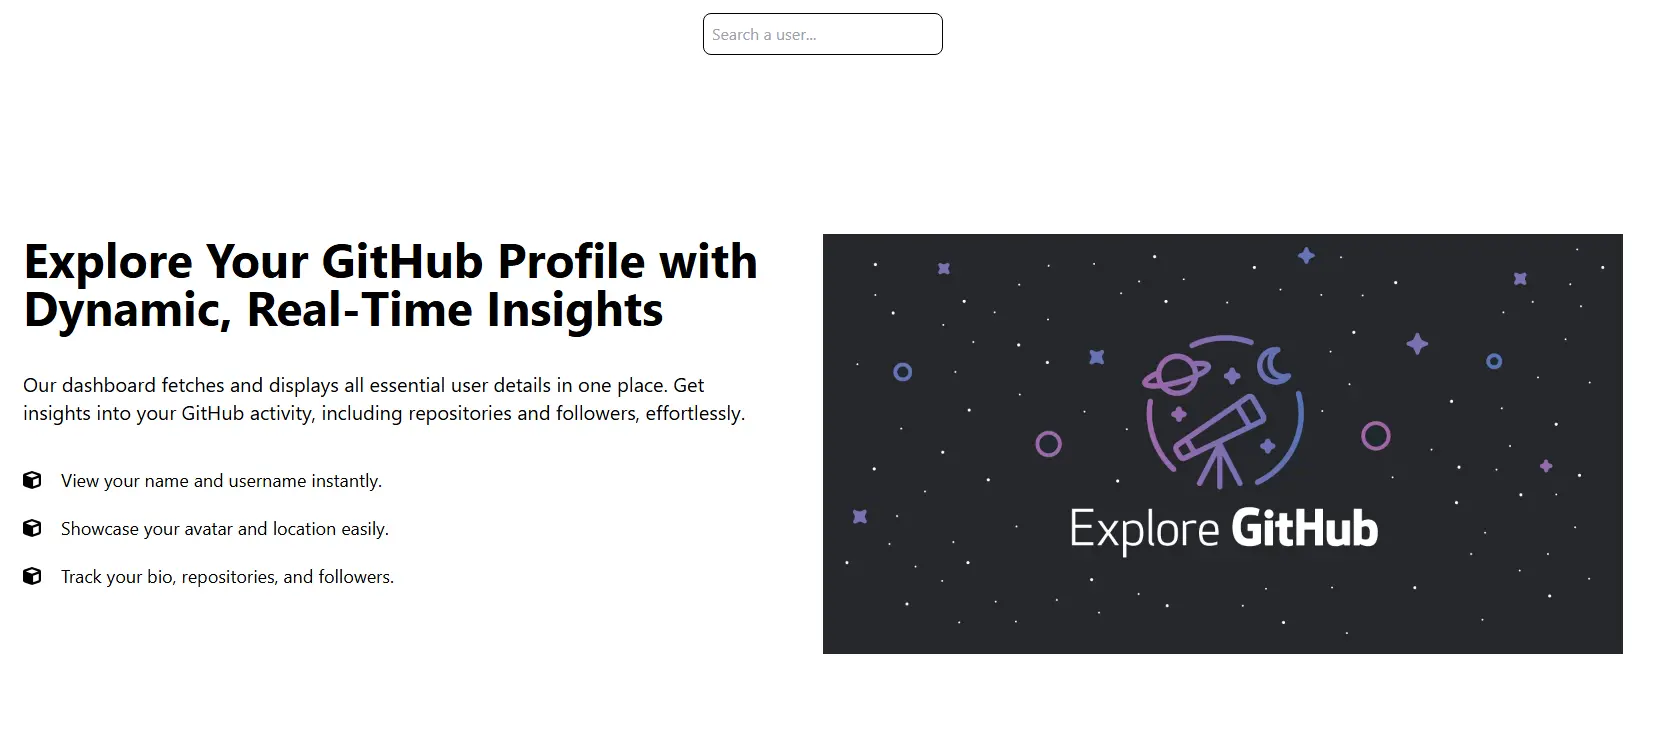 Search a user...
Explore Your GitHub Profile with
Dynamic, Real-Time Insights
Our dashboard fetches and displays all essential user details in one place. Get
insights into your GitHub activity, including repositories and followers, effortlessly.
View your name and username instantly.
Showcase your avatar and location easily.
Track your bio, repositories, and followers.
Explore GitHub